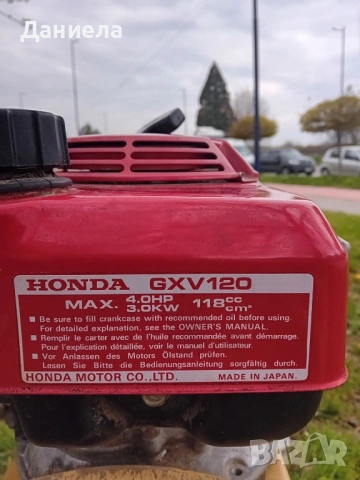 Даниела
HONDA GXV120
MAX. 4.0HP 118cc
3.0KW cm³
■ Be sure to fill crankcase with recommended oil before using.
For detailed explanation, see the OWNER'S MANUAL.
■ Remplir le carter avec de l'huile recommandée avant démarrage.
Pour l'explication détaillée, voir le manuel d'utilisateur.
■ Vor Anlassen des Motors Ölstand prüfen.
Lesen Sie Bitte die Bedienungsanleitung sorgfältig durch.
HONDA MOTOR CO., LTD. MADE IN JAPAN.
BAZAR
bg